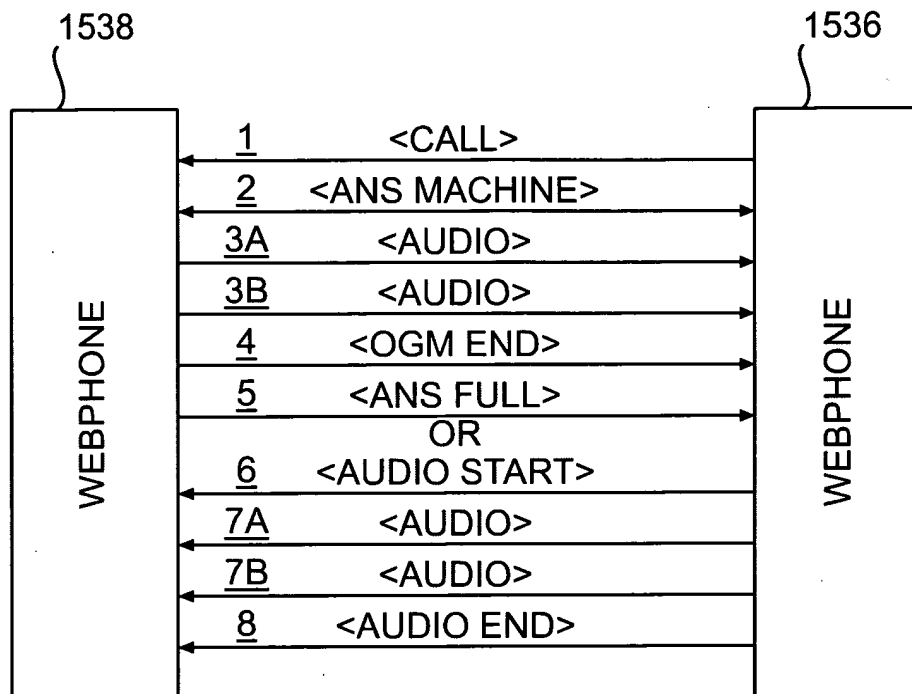 1538
1536
1 <CALL>
2 <ANS MACHINE>
3A <AUDIO>
3B <AUDIO>
4 <OGM END>
5 <ANS FULL>
OR
6 <AUDIO START>
7A <AUDIO>
7B <AUDIO>
8 <AUDIO END>
WEBPHONE
WEBPHONE